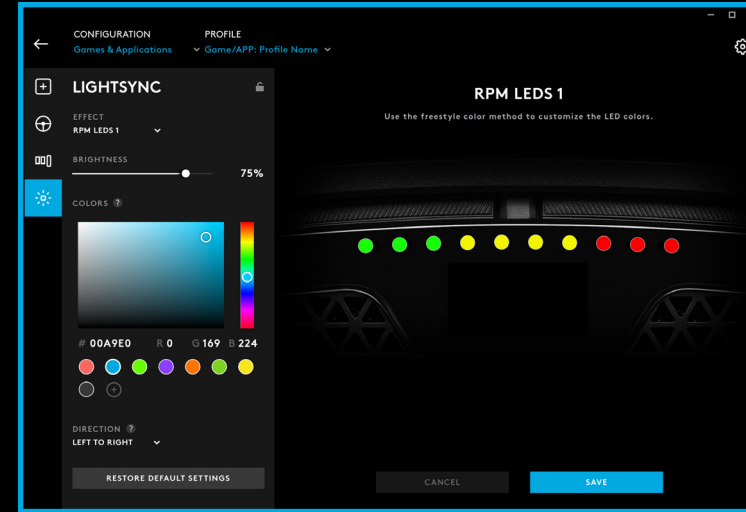 CONFIGURATION
Games & Applications
PROFILE
Game/APP: Profile Name
LIGHTSYNC
EFFECT
RPM LEDS 1
BRIGHTNESS
75%
COLORS ?
# 00A9E0 R 0 G 169 B 224
DIRECTION ?
LEFT TO RIGHT
RESTORE DEFAULT SETTINGS
RPM LEDS 1
Use the freestyle color method to customize the LED colors.
CANCEL
SAVE